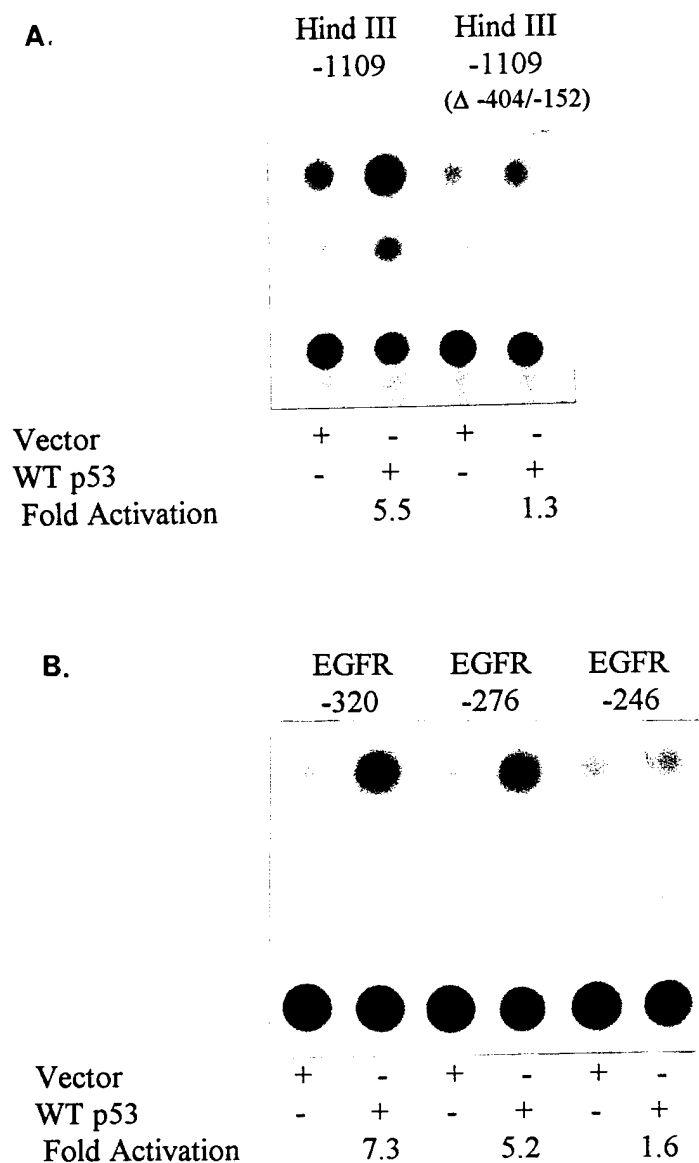 A.
Hind III Hind III
-1109 -1109
(Δ -404/-152)
Vector + - + -
WT p53 - + - +
Fold Activation 5.5 1.3
B.
EGFR EGFR EGFR
-320 -276 -246
Vector + - + - + -
WT p53 - + - + - +
Fold Activation 7.3 5.2 1.6